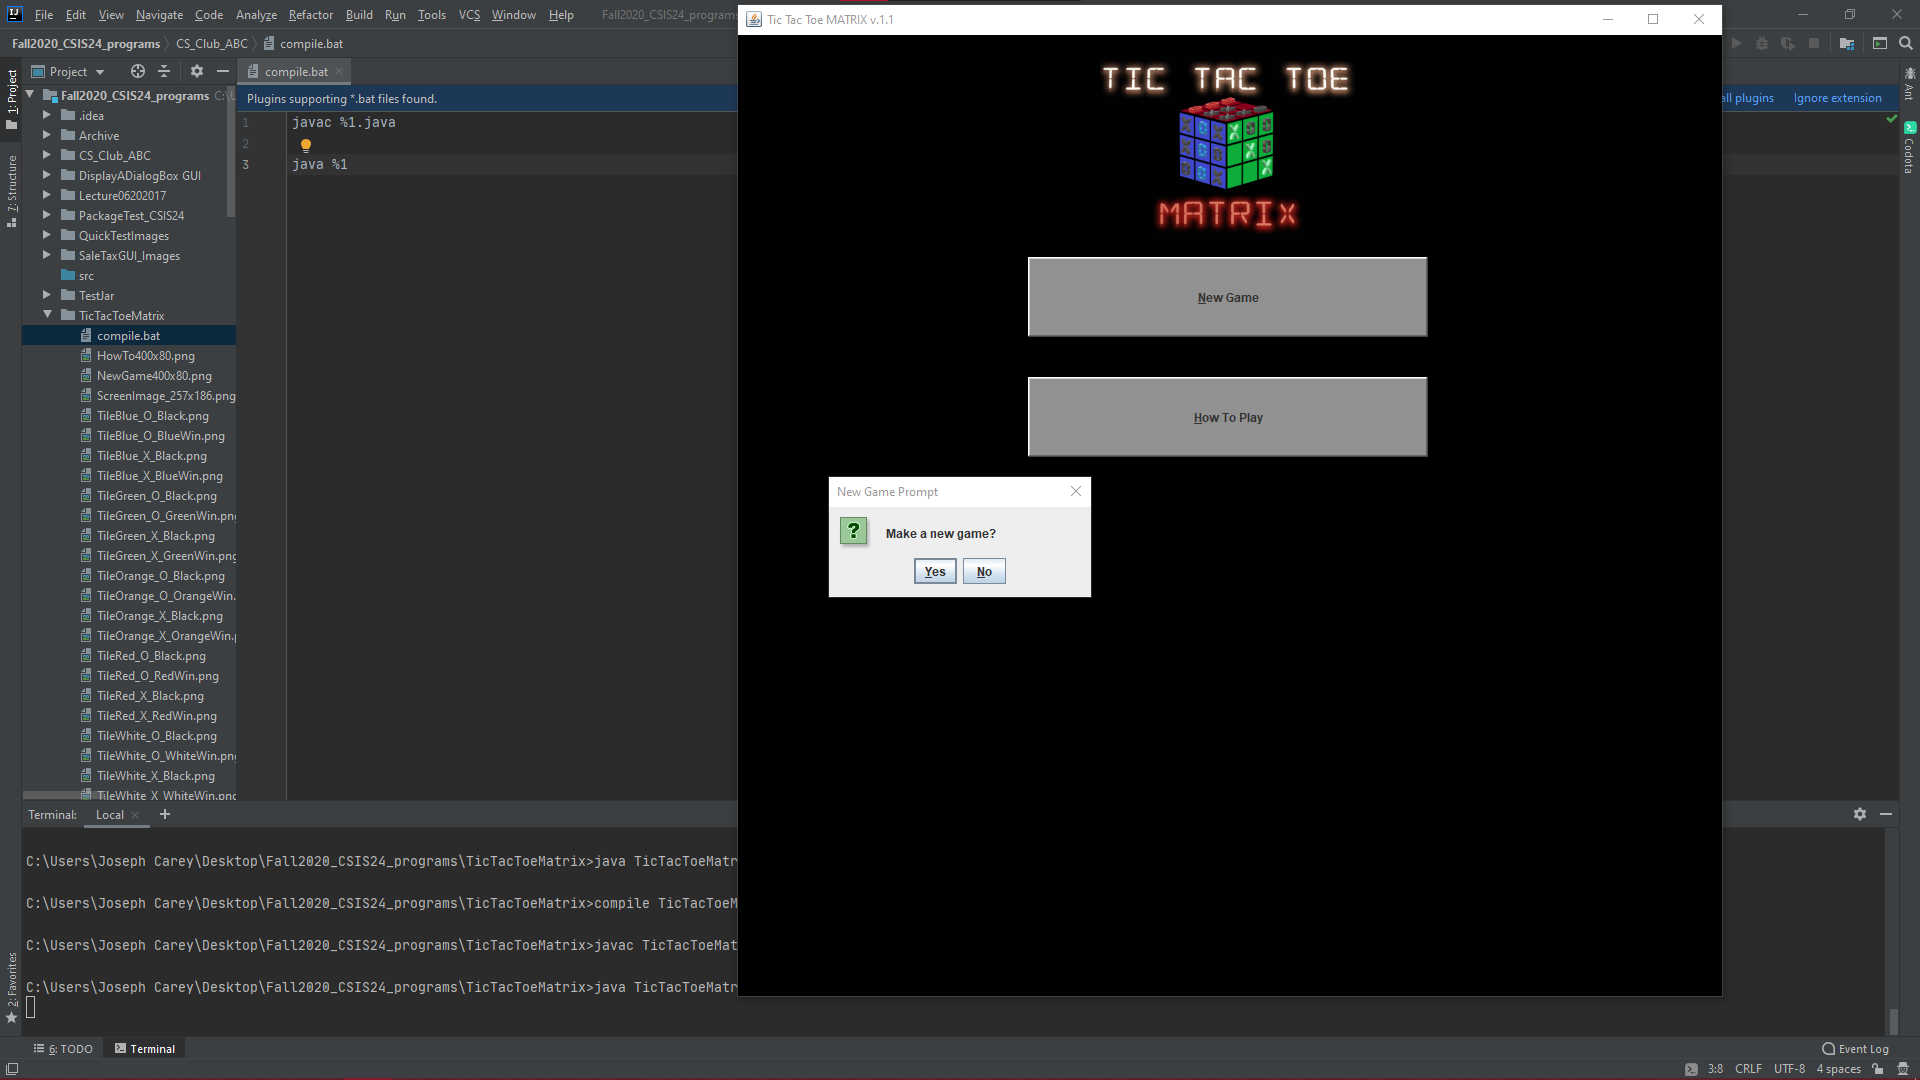 File Edit View Navigate Code Analyze Refactor Build Run Tools VCS Window Help Fall2020_CSIS24_programs
Fall2020_CSIS24_programs CS_Club_ABC compile.bat
Project
compile.bat
Plugins supporting *.bat files found.
all plugins Ignore extension
1: Project
7: Structure
2: Favorites
Fall2020_CSIS24_programs
.idea
Archive
CS_Club_ABC
DisplayADialogBox GUI
Lecture06202017
PackageTest_CSIS24
QuickTestImages
SaleTaxGUI_Images
src
TestJar
TicTacToeMatrix
compile.bat
HowTo400x80.png
NewGame400x80.png
ScreenImage_257x186.png
TileBlue_O_Black.png
TileBlue_O_BlueWin.png
TileBlue_X_Black.png
TileBlue_X_BlueWin.png
TileGreen_O_Black.png
TileGreen_O_GreenWin.png
TileGreen_X_Black.png
TileGreen_X_GreenWin.png
TileOrange_O_Black.png
TileOrange_O_OrangeWin.
TileOrange_X_Black.png
TileOrange_X_OrangeWin.p
TileRed_O_Black.png
TileRed_O_RedWin.png
TileRed_X_Black.png
TileRed_X_RedWin.png
TileWhite_O_Black.png
TileWhite_O_WhiteWin.png
TileWhite_X_Black.png
TileWhite_X_WhiteWin.png
1 javac %1.java
2
3 java %1
Tic Tac Toe MATRIX v.1.1
TIC TAC TOE
MATRIX
New Game
How To Play
New Game Prompt
Make a new game?
Yes No
Ant
Codota
Terminal: Local
C:\Users\Joseph Carey\Desktop\Fall2020_CSIS24_programs\TicTacToeMatrix>java TicTacToeMatr
C:\Users\Joseph Carey\Desktop\Fall2020_CSIS24_programs\TicTacToeMatrix>compile TicTacToeM
C:\Users\Joseph Carey\Desktop\Fall2020_CSIS24_programs\TicTacToeMatrix>javac TicTacToeMat
C:\Users\Joseph Carey\Desktop\Fall2020_CSIS24_programs\TicTacToeMatrix>java TicTacToeMatr
6: TODO Terminal
Event Log
3:8 CRLF UTF-8 4 spaces